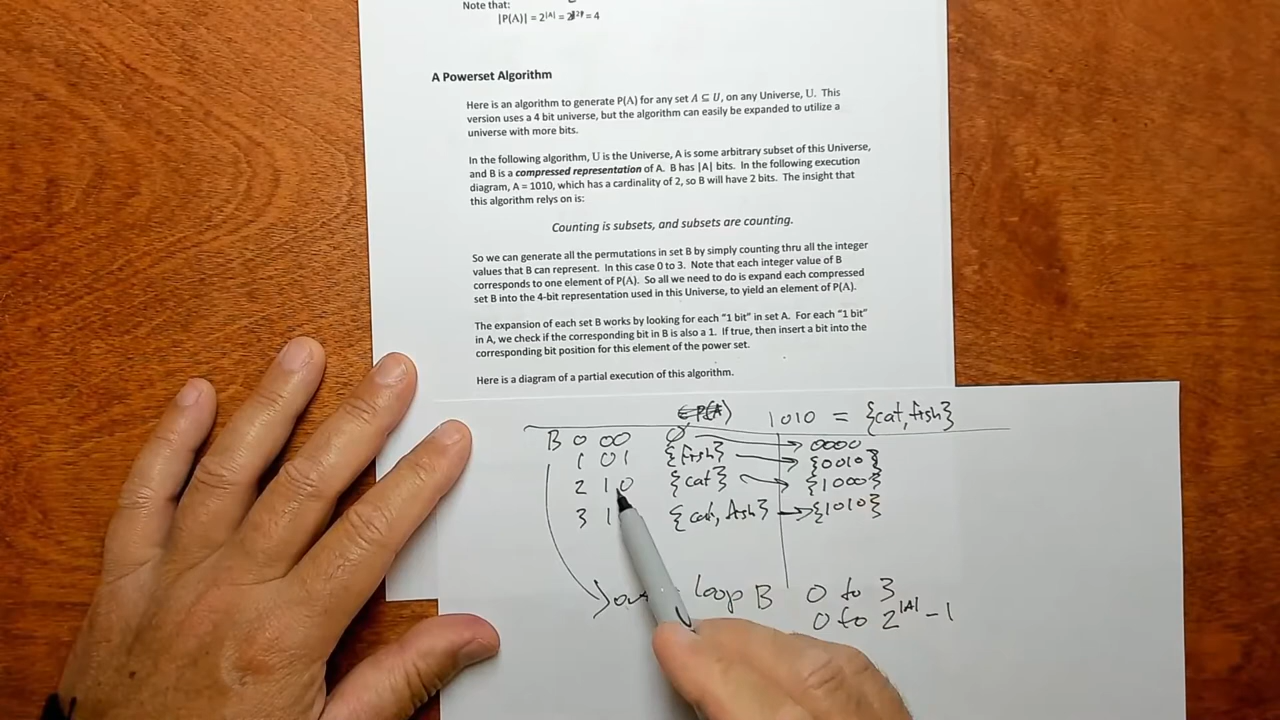 Note that:
|P(A)| = 2|A| = 2|2| = 4
A Powerset Algorithm
Here is an algorithm to generate P(A) for any set A ⊆ U, on any Universe, U. This
version uses a 4 bit universe, but the algorithm can easily be expanded to utilize a
universe with more bits.
In the following algorithm, U is the Universe, A is some arbitrary subset of this Universe,
and B is a compressed representation of A. B has |A| bits. In the following execution
diagram, A = 1010, which has a cardinality of 2, so B will have 2 bits. The insight that
this algorithm relies on is:
Counting is subsets, and subsets are counting.
So we can generate all the permutations in set B by simply counting thru all the integer
values that B can represent. In this case 0 to 3. Note that each integer value of B
corresponds to one element of P(A). So all we need to do is expand each compressed
set B into the 4-bit representation used in this Universe, to yield an element of P(A).
The expansion of each set B works by looking for each "1 bit" in set A. For each "1 bit"
in A, we check if the corresponding bit in B is also a 1. If true, then insert a bit into the
corresponding bit position for this element of the power set.
Here is a diagram of a partial execution of this algorithm.
∈P(A) 1010 = {cat, fish}
B 0 00 ∅ → 0000
1 01 {fish} → {0010}
2 10 {cat} → {1000}
3 1 {cat, fish} → {1010}
loop B 0 to 3
0 to 2|A| - 1